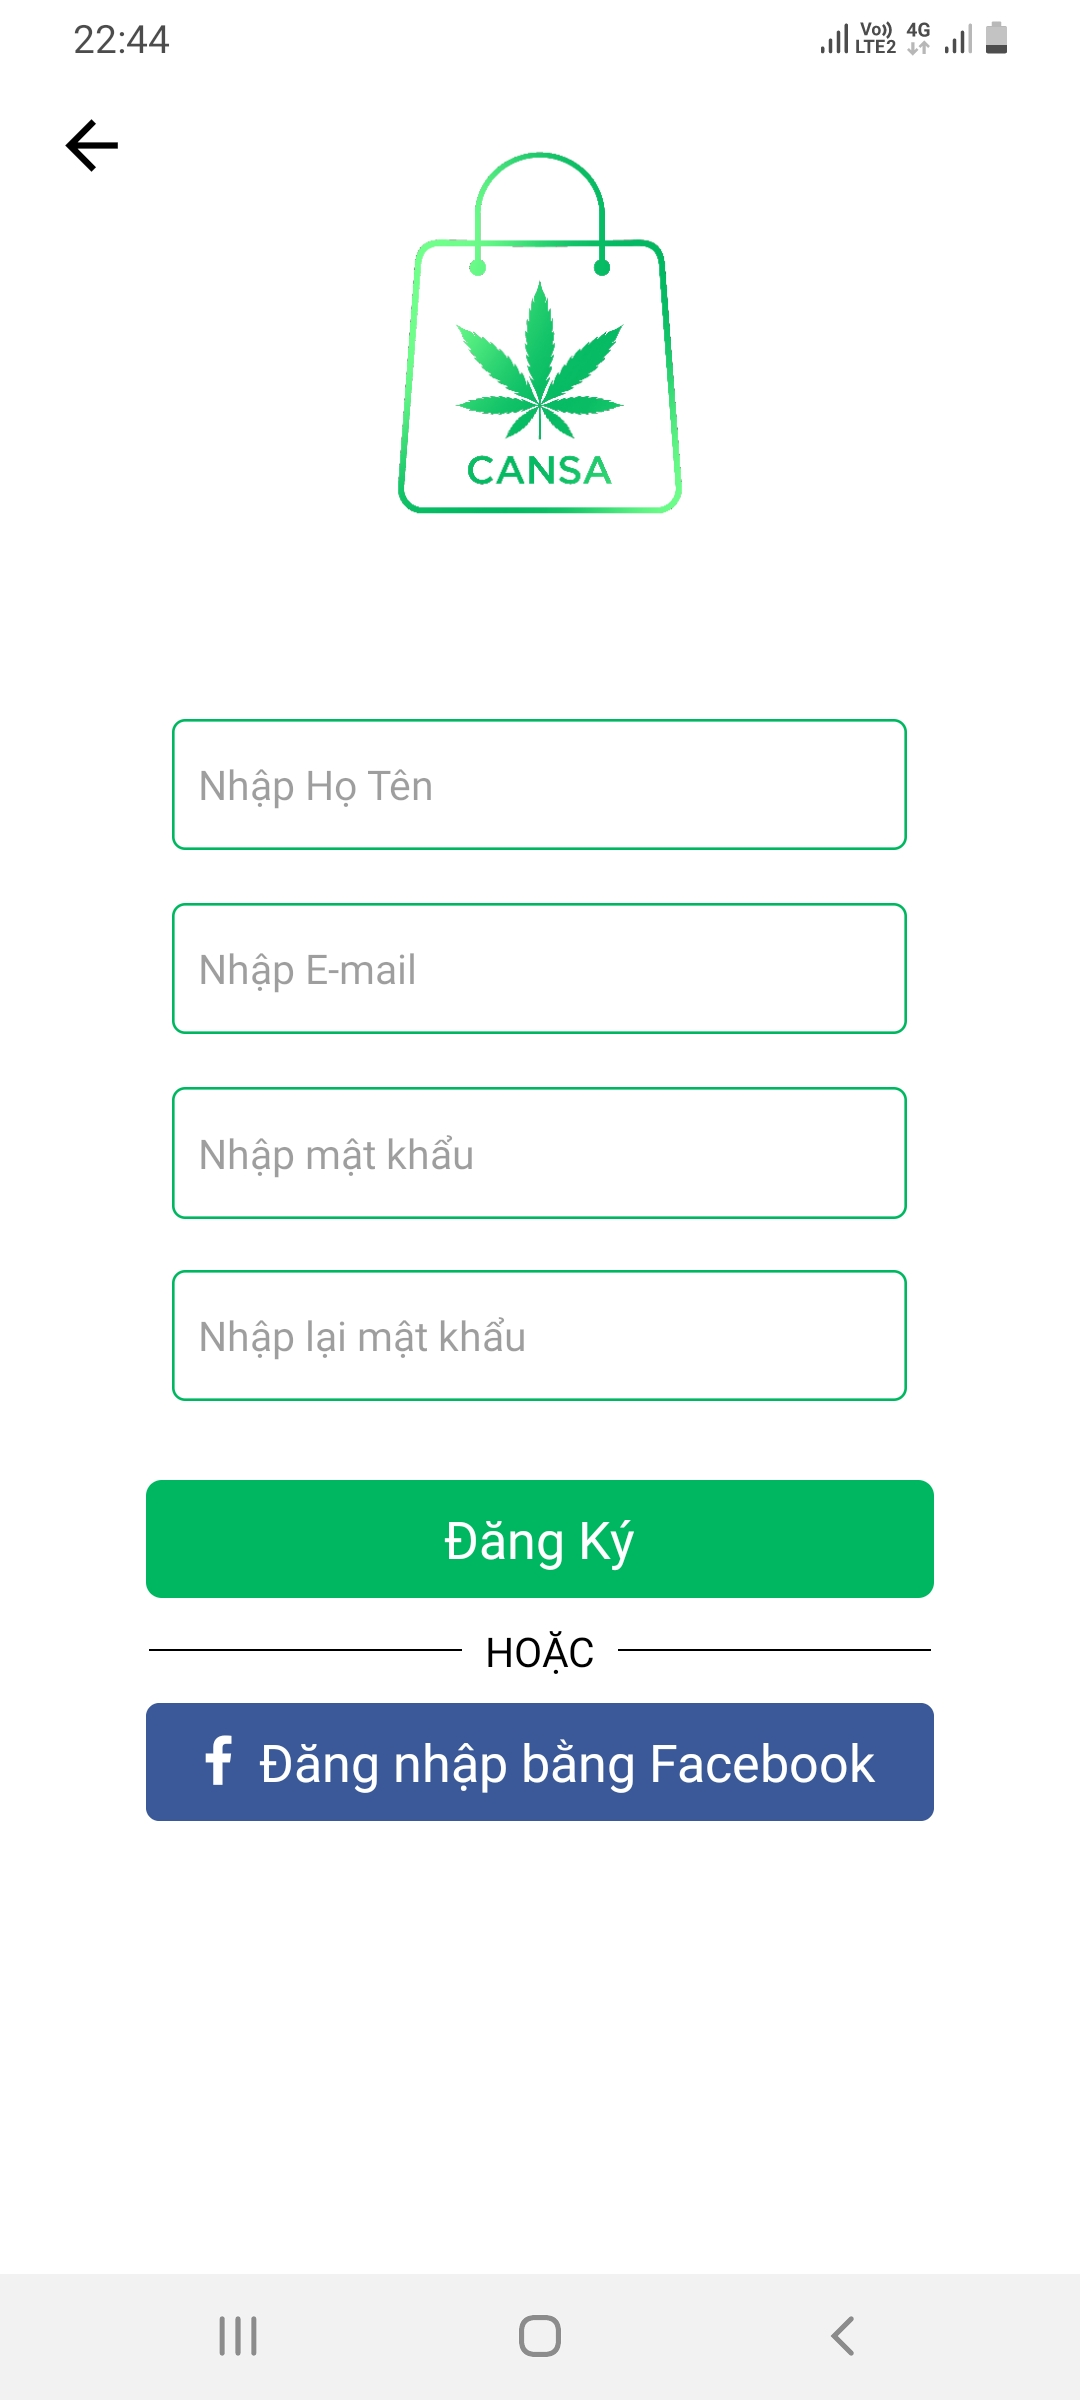 22:44
Vo)) 4G
LTE2
CANSA
Nhập Họ Tên
Nhập E-mail
Nhập mật khẩu
Nhập lại mật khẩu
Đăng Ký
HOẶC
f Đăng nhập bằng Facebook